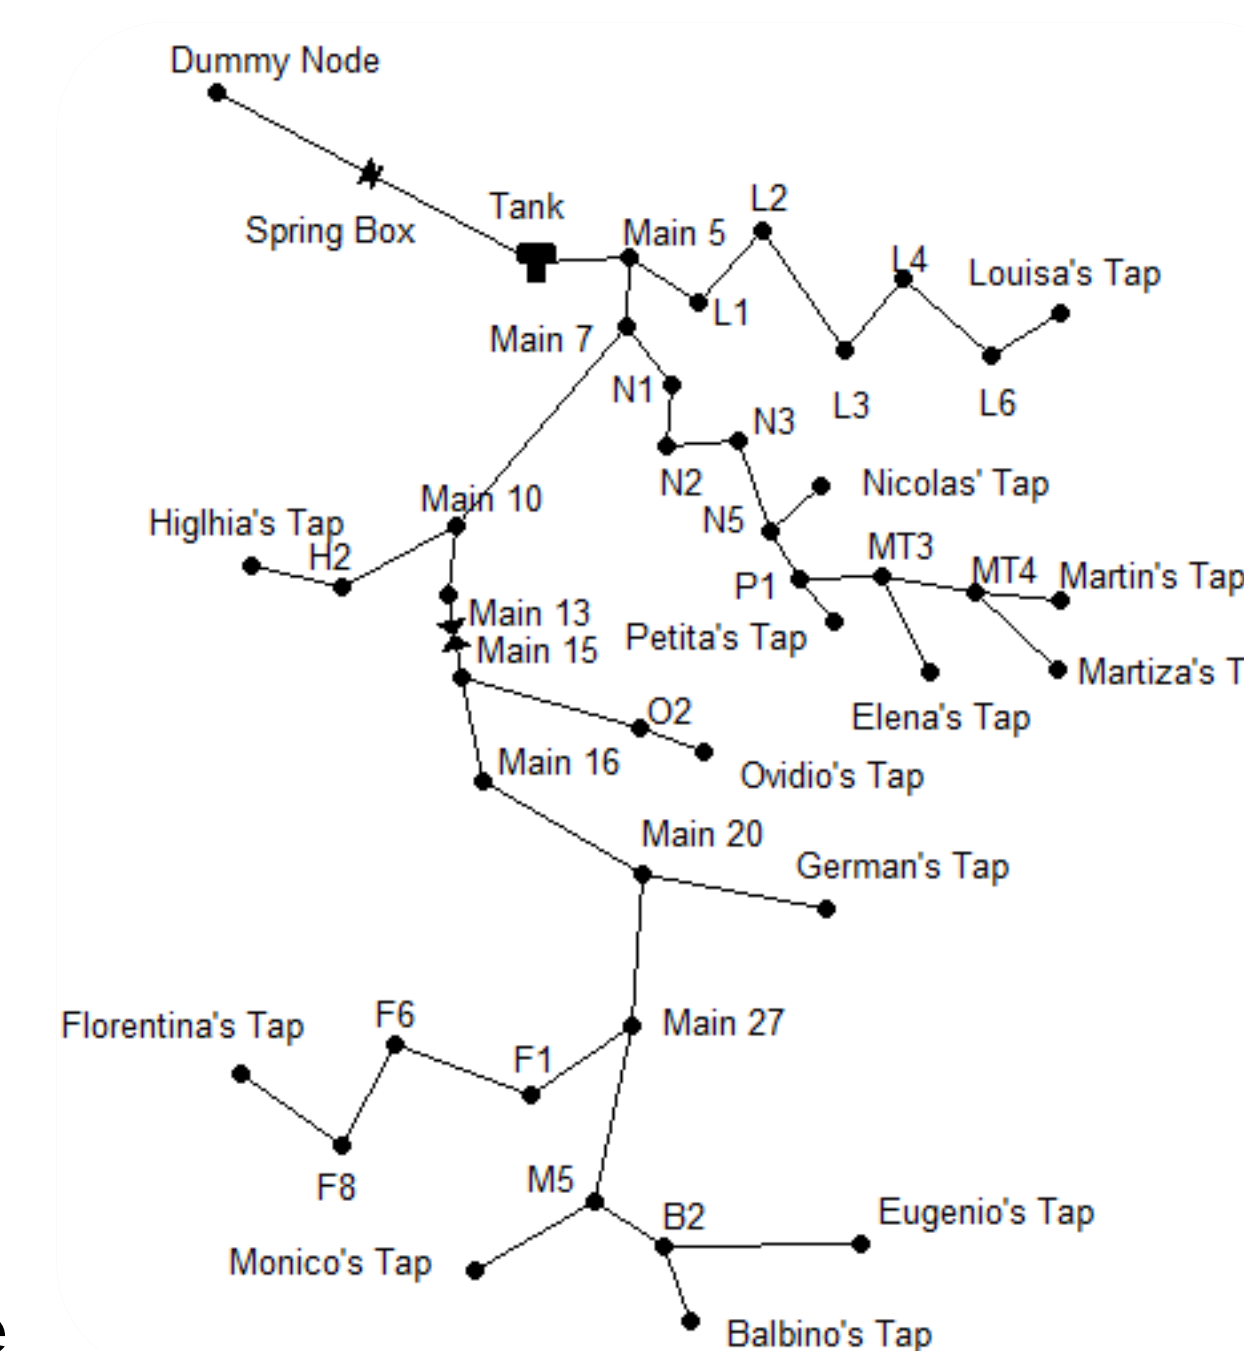 Dummy Node
Spring Box
Tank
L2
Main 5
L4
Louisa's Tap
L1
Main 7
N1
L3
L6
N3
N2
Nicolas' Tap
Main 10
N5
Higlhia's Tap
H2
MT3
MT4
Martin's Tap
P1
Main 13
Petita's Tap
Main 15
Martiza's T
O2
Elena's Tap
Main 16
Ovidio's Tap
Main 20
German's Tap
F6
Florentina's Tap
Main 27
F1
F8
M5
B2
Eugenio's Tap
Monico's Tap
Balbino's Tap
e